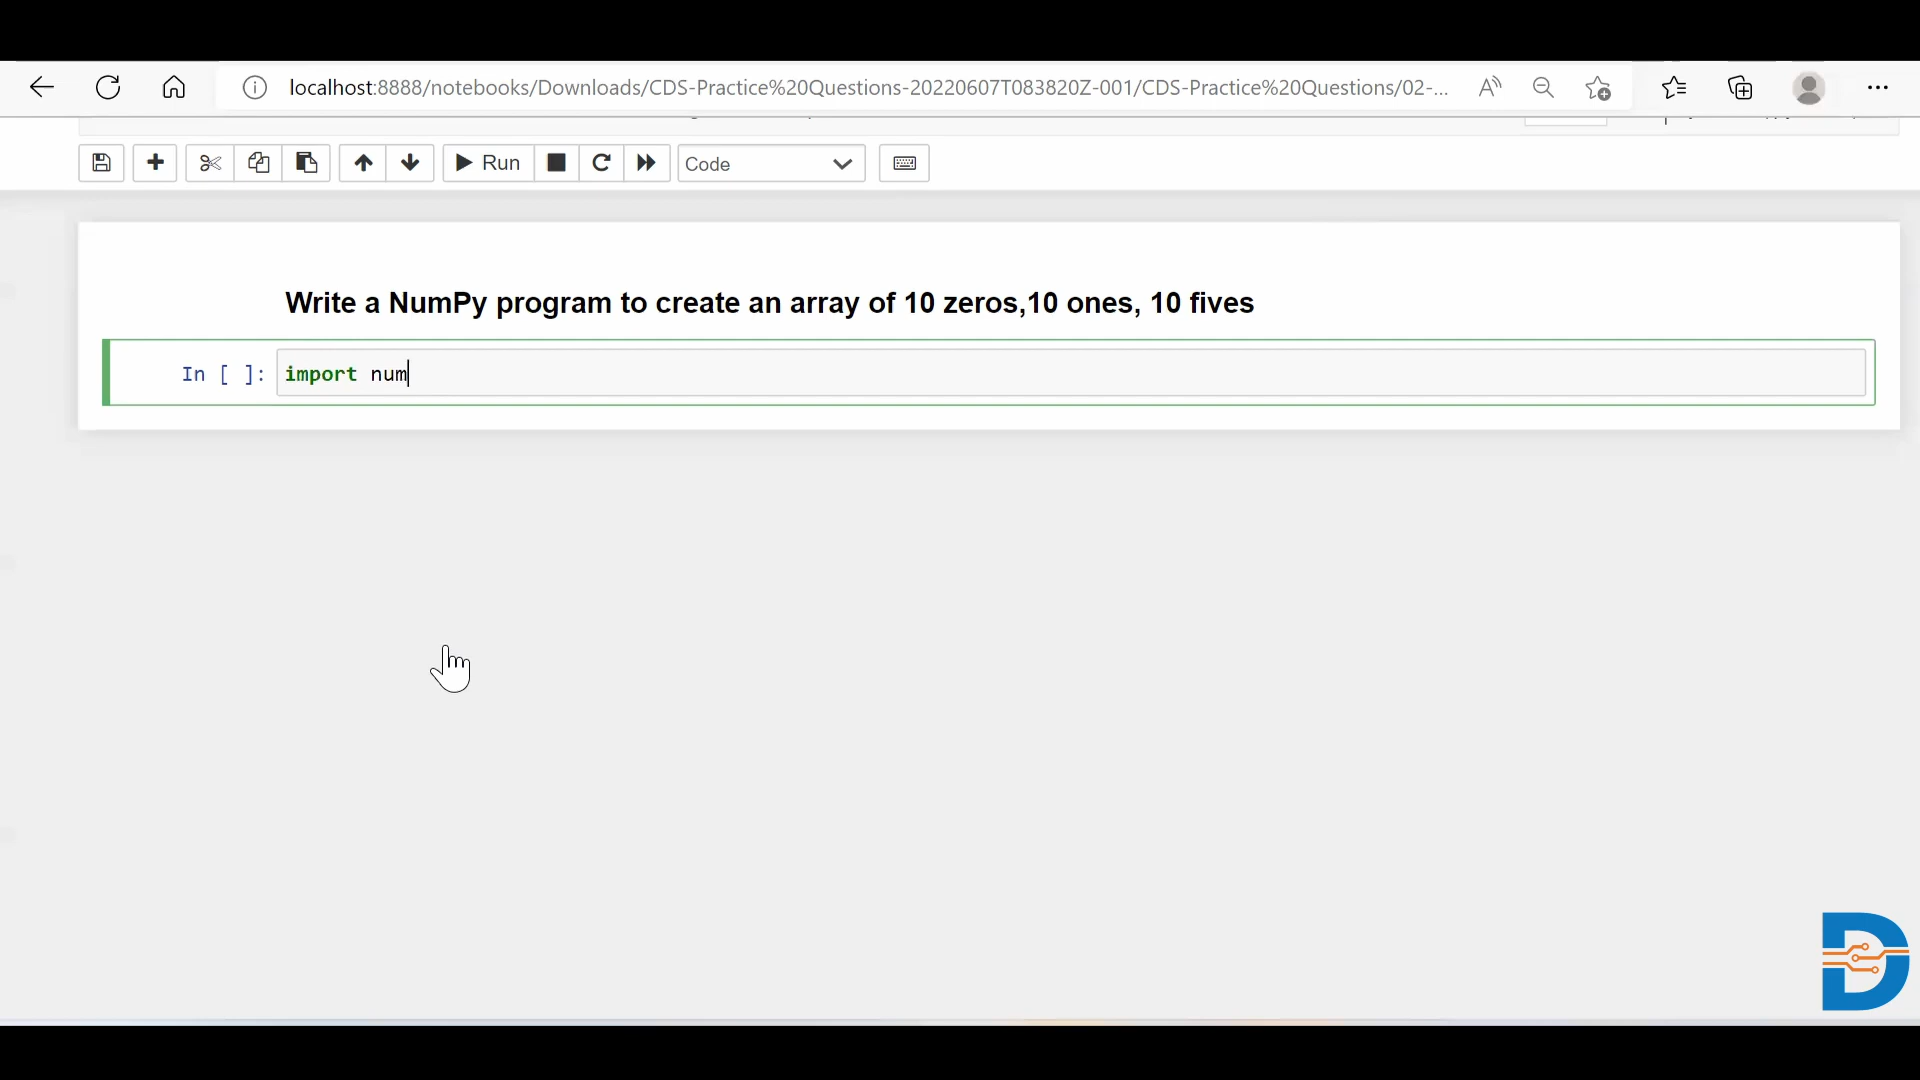 localhost:8888/notebooks/Downloads/CDS-Practice%20Questions-20220607T083820Z-001/CDS-Practice%20Questions/02-...
Run
Code
Write a NumPy program to create an array of 10 zeros,10 ones, 10 fives
In [ ]: import num